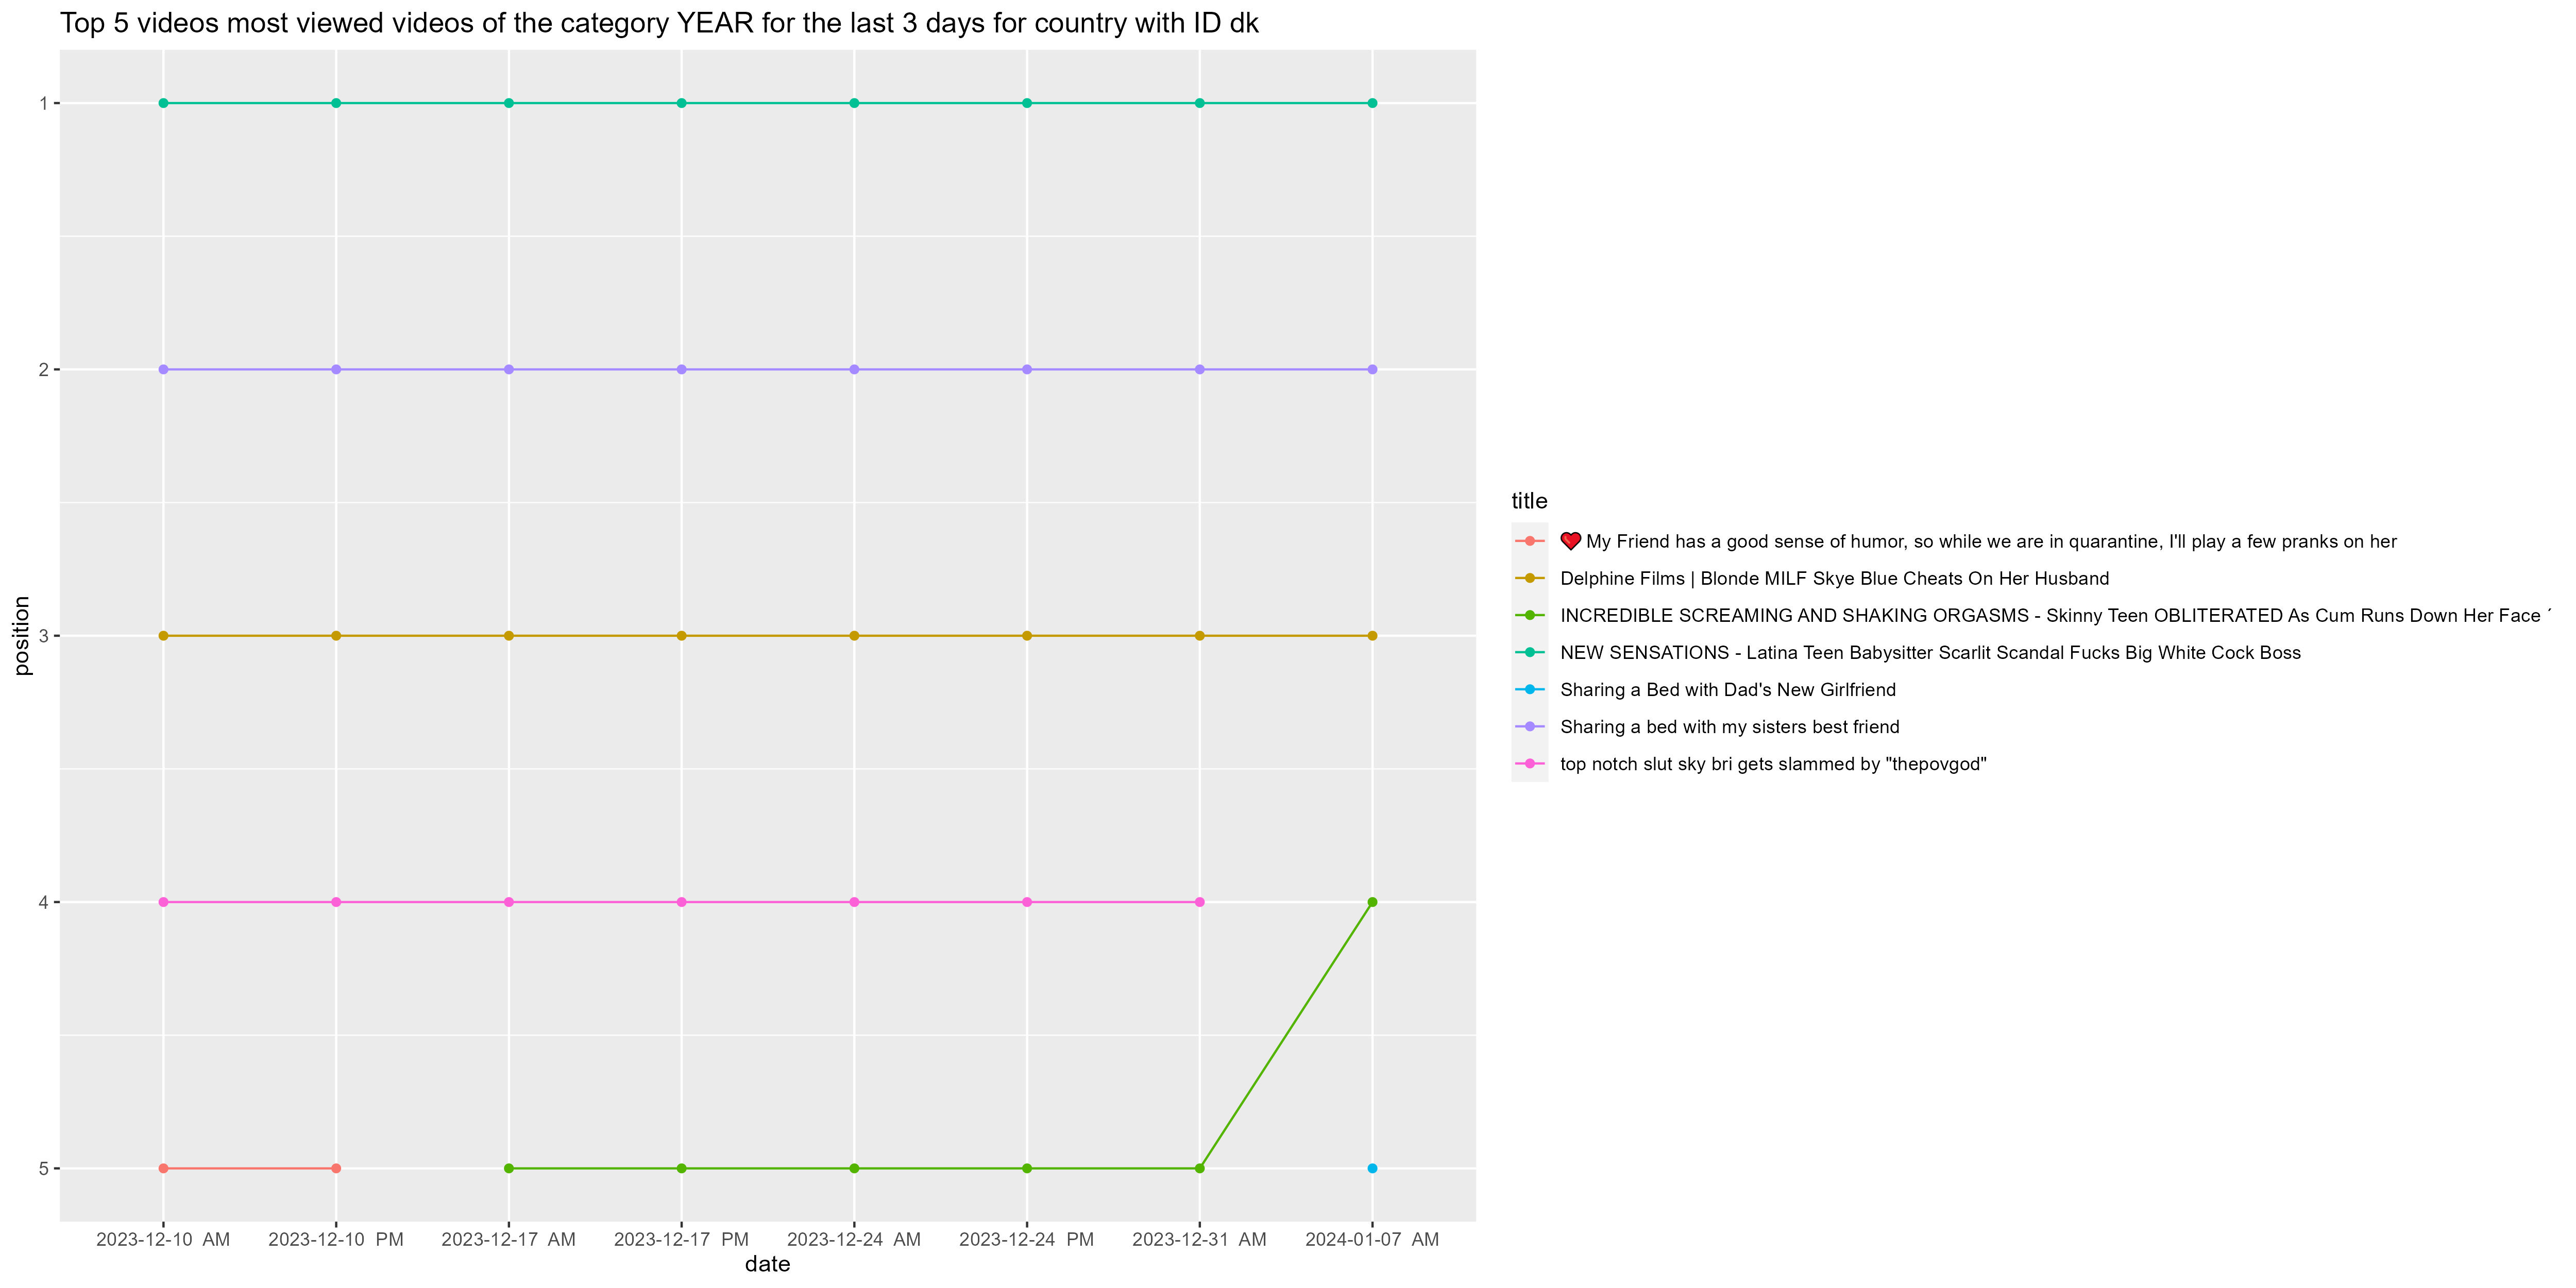 Top 5 videos most viewed videos of the category YEAR for the last 3 days for country with ID dk
position
1
2
3
4
5
2023-12-10 AM
2023-12-10 PM
2023-12-17 AM
2023-12-17 PM
2023-12-24 AM
2023-12-24 PM
2023-12-31 AM
2024-01-07 AM
date
title
❤️ My Friend has a good sense of humor, so while we are in quarantine, I'll play a few pranks on her
Delphine Films | Blonde MILF Skye Blue Cheats On Her Husband
INCREDIBLE SCREAMING AND SHAKING ORGASMS - Skinny Teen OBLITERATED As Cum Runs Down Her Face
NEW SENSATIONS - Latina Teen Babysitter Scarlit Scandal Fucks Big White Cock Boss
Sharing a Bed with Dad's New Girlfriend
Sharing a bed with my sisters best friend
top notch slut sky bri gets slammed by "thepovgod"